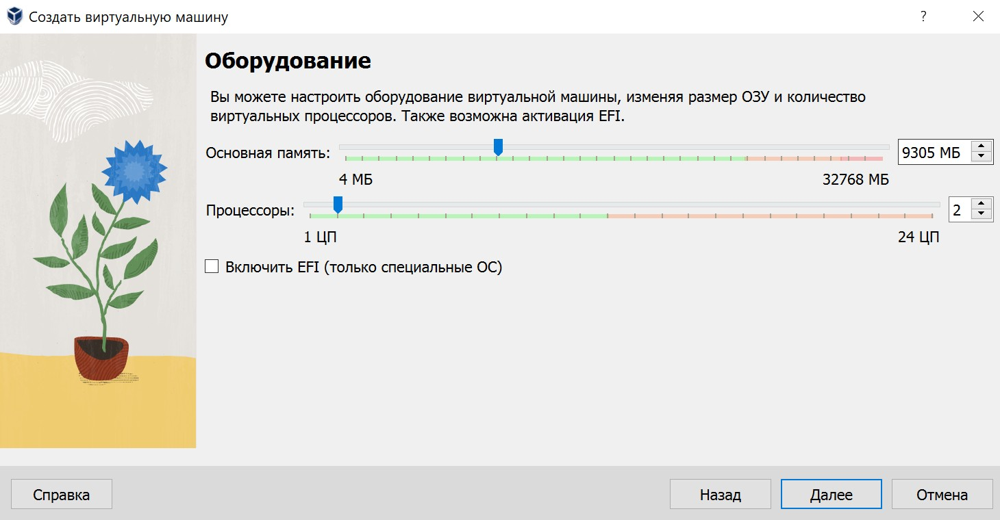 Создать виртуальную машину
?
Оборудование
Вы можете настроить оборудование виртуальной машины, изменяя размер ОЗУ и количество
виртуальных процессоров. Также возможна активация EFI.
Основная память:
9305 МБ
4 МБ
32768 МБ
Процессоры:
2
1 ЦП
24 ЦП
Включить EFI (только специальные ОС)
Справка
Назад
Далее
Отмена